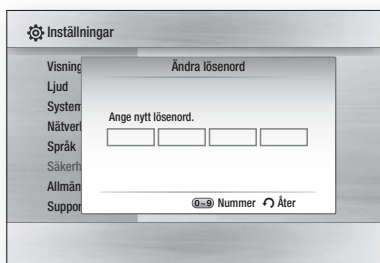 Inställningar
Visning
Ändra lösenord
Ljud
System
Ange nytt lösenord.
Nätver
Språk
Säkerh
Allmän
Suppor
0~9 Nummer Åter